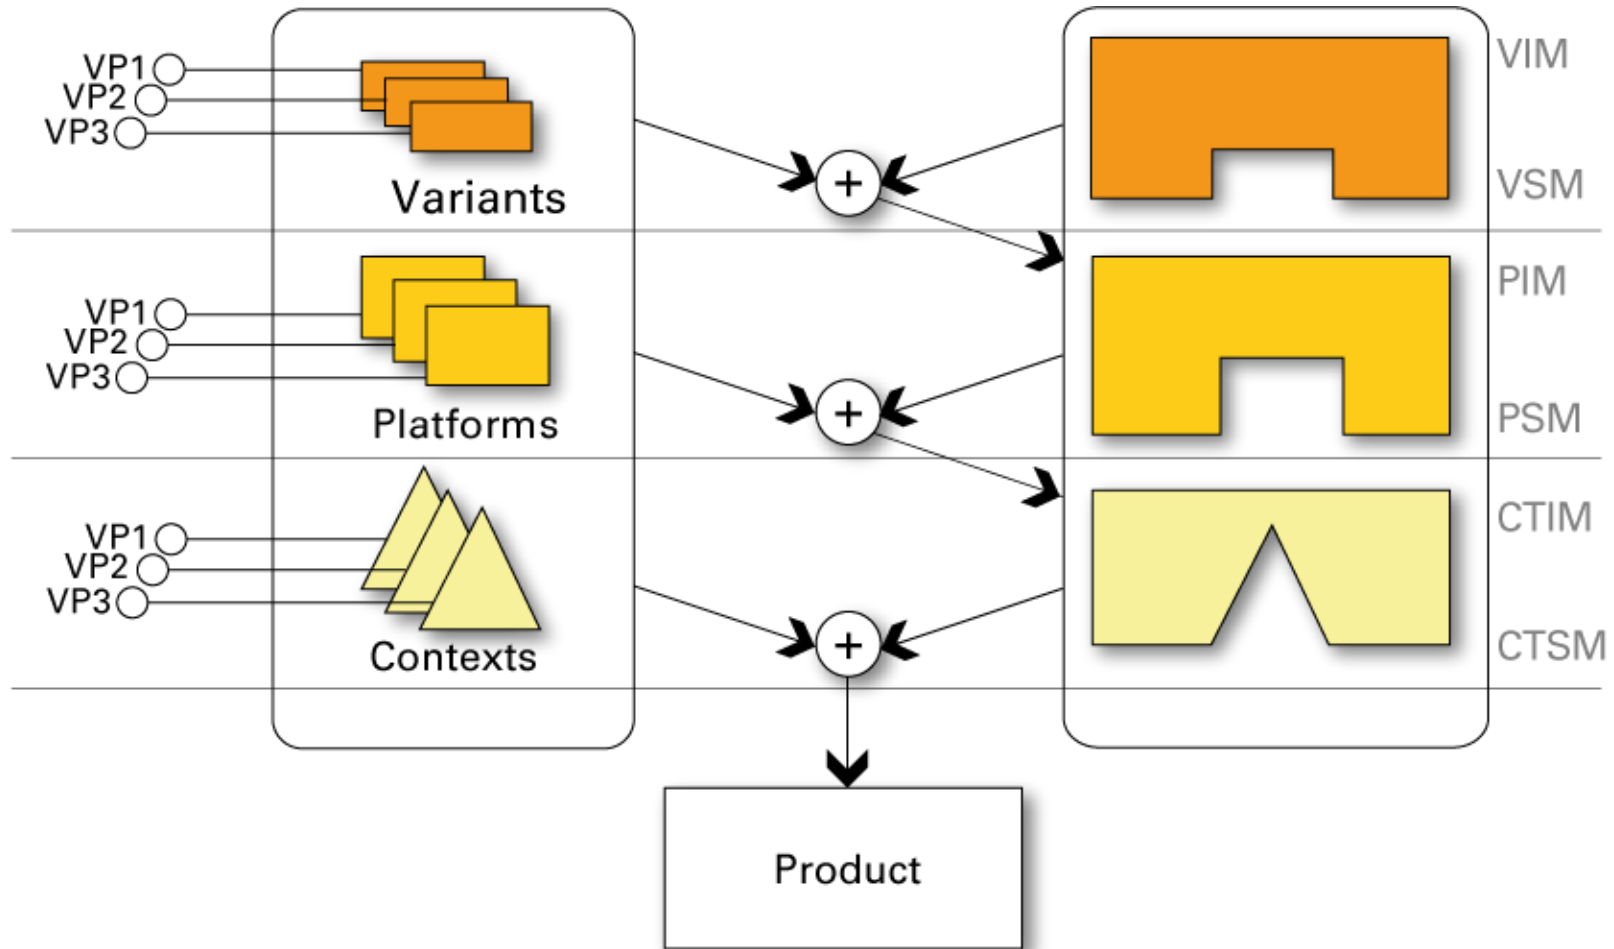 VP1
VP2
VP3
Variants
+
VIM
VSM
VP1
VP2
VP3
Platforms
+
PIM
PSM
VP1
VP2
VP3
Contexts
+
CTIM
CTSM
Product